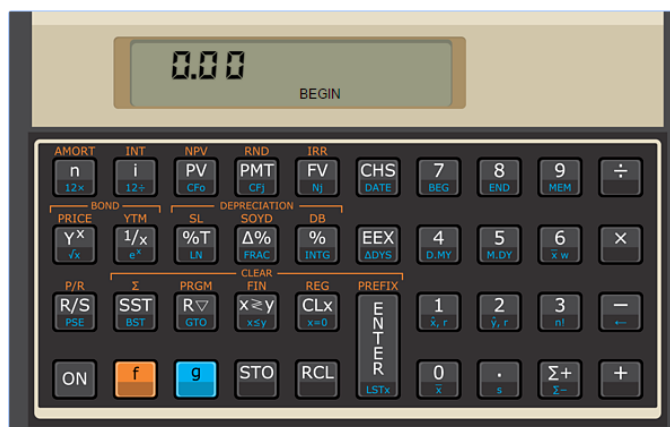 0.00
BEGIN
AMORT INT NPV RND IRR
n i PV PMT FV CHS 7 8 9 ÷
12× 12÷ CFo CFj Nj DATE BEG END MEM
BOND DEPRECIATION
PRICE YTM SL SOYD DB
Yˣ 1/x %T Δ% % EEX 4 5 6 ×
√x eˣ LN FRAC INTG ΔDYS D.MY M.DY x̄ w
CLEAR
P/R Σ PRGM FIN REG PREFIX
R/S SST R▽ x≷y CLx ENTER 1 2 3 −
PSE BST GTO x≤y x=0 x̂, r ŷ, r n! ←
ON f g STO RCL 0 . Σ+ +
LSTx x̄ s Σ−